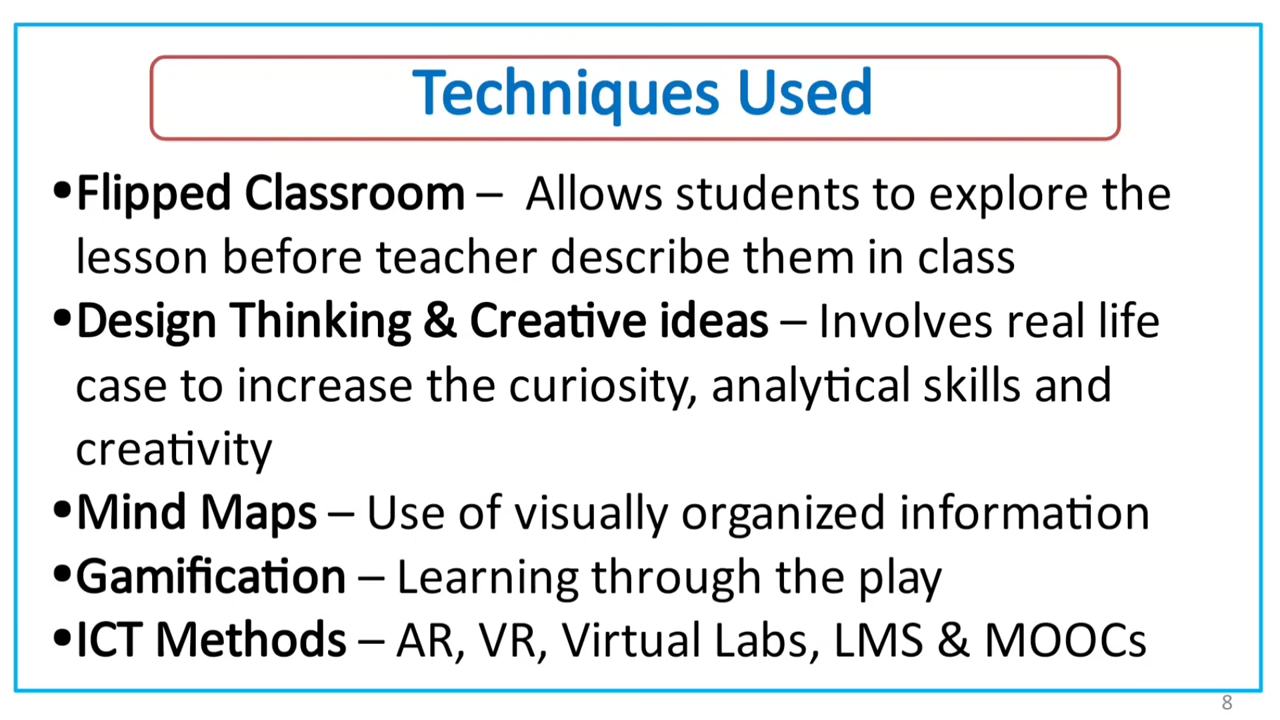 Techniques Used
•Flipped Classroom –  Allows students to explore the
lesson before teacher describe them in class
•Design Thinking & Creative ideas – Involves real life
case to increase the curiosity, analytical skills and
creativity
•Mind Maps – Use of visually organized information
•Gamification – Learning through the play
•ICT Methods – AR, VR, Virtual Labs, LMS & MOOCs
8